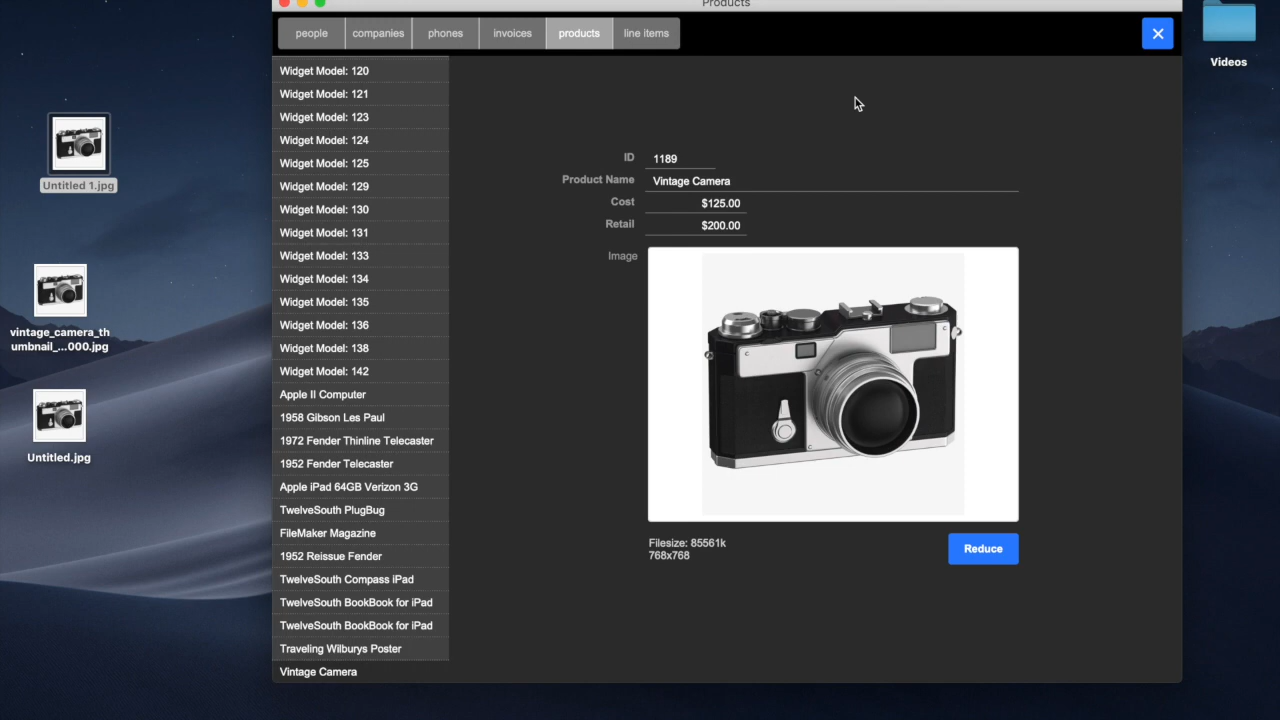 Products
people
companies
phones
invoices
products
line items
Videos
Widget Model: 120
Widget Model: 121
Widget Model: 123
Widget Model: 124
Widget Model: 125
Widget Model: 129
Widget Model: 130
Widget Model: 131
Widget Model: 133
Widget Model: 134
Widget Model: 135
Widget Model: 136
Widget Model: 138
Widget Model: 142
Apple II Computer
1958 Gibson Les Paul
1972 Fender Thinline Telecaster
1952 Fender Telecaster
Apple iPad 64GB Verizon 3G
TwelveSouth PlugBug
FileMaker Magazine
1952 Reissue Fender
TwelveSouth Compass iPad
TwelveSouth BookBook for iPad
TwelveSouth BookBook for iPad
Traveling Wilburys Poster
Vintage Camera
ID 1189
Product Name Vintage Camera
Cost $125.00
Retail $200.00
Image
Filesize: 85561k
768x768
Reduce
Untitled 1.jpg
vintage_camera_th
umbnail_...000.jpg
Untitled.jpg